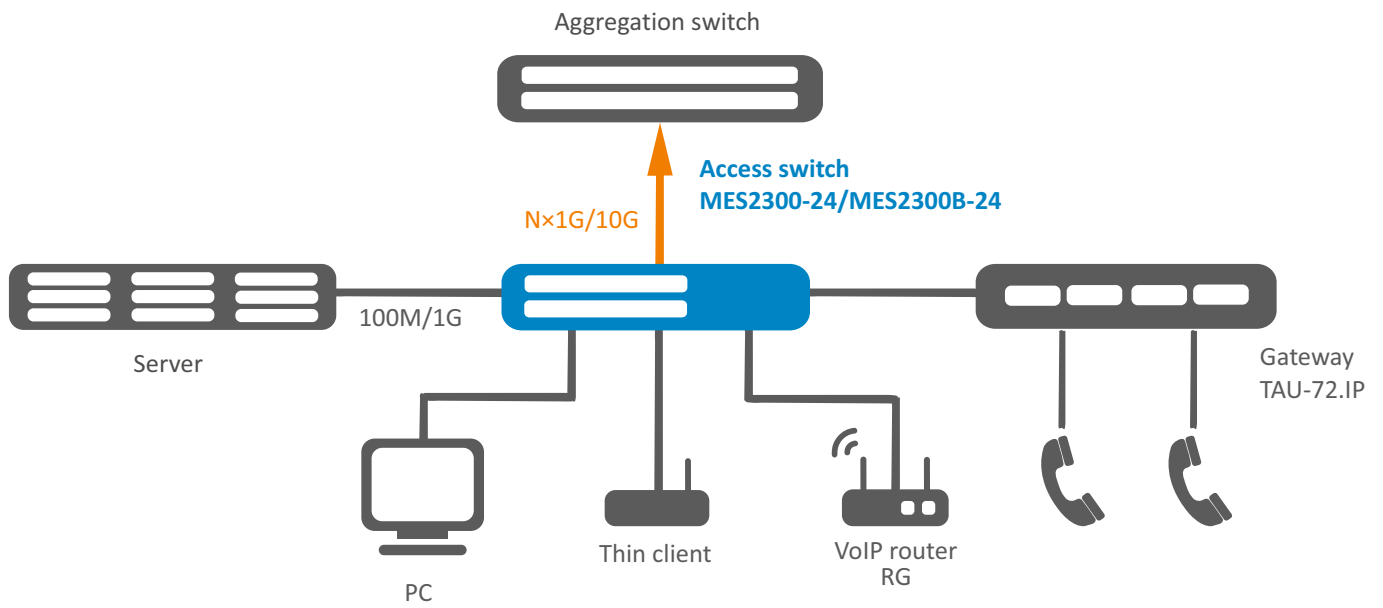 Aggregation switch
Access switch
MES2300-24/MES2300B-24
N×1G/10G
100M/1G
Server
Gateway
TAU-72.IP
Thin client
VoIP router
RG
PC